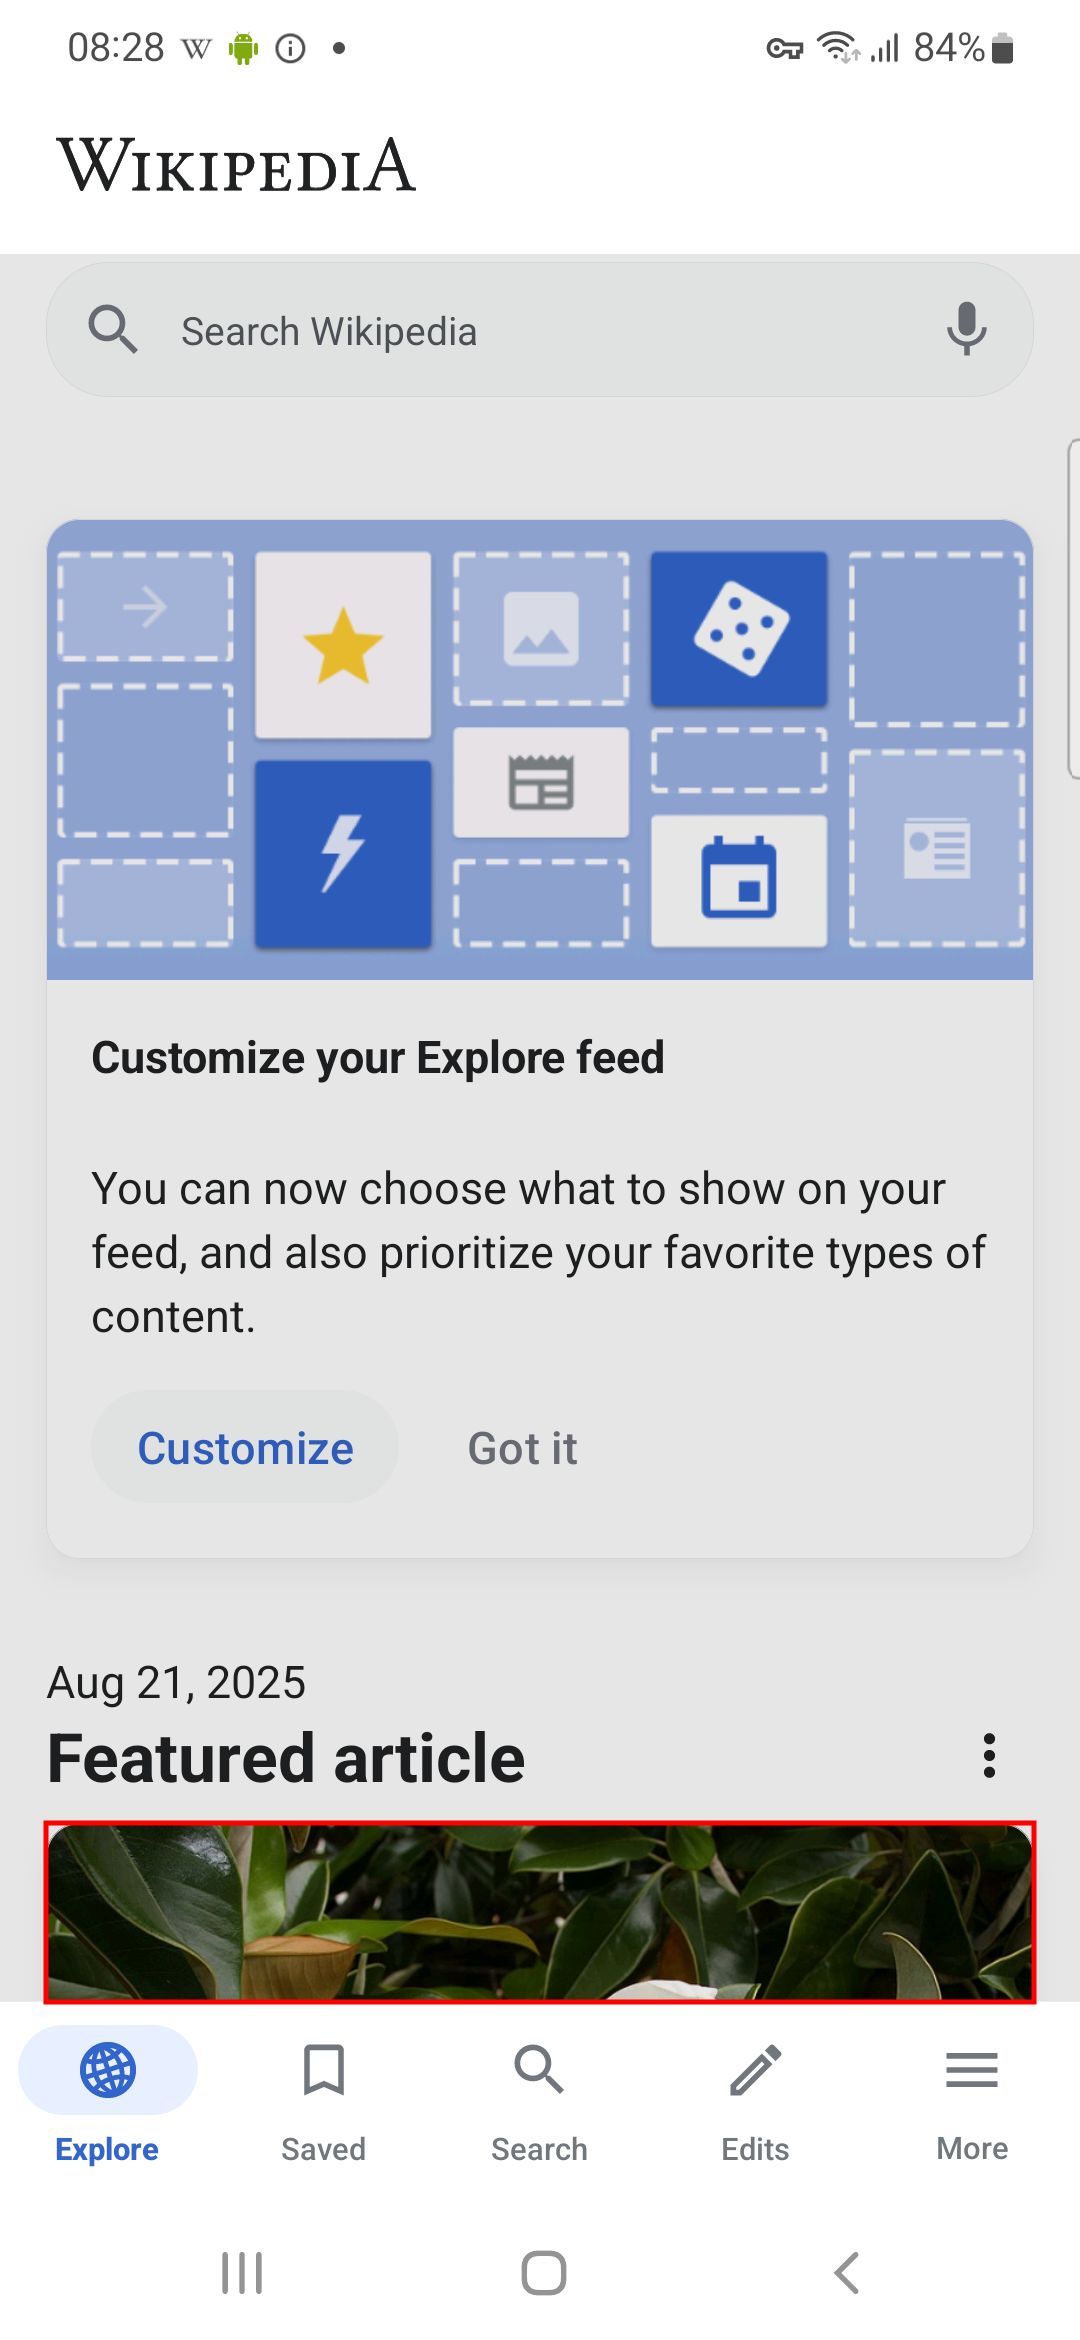 08:28 W 84%
WIKIPEDIA
Search Wikipedia
Customize your Explore feed
You can now choose what to show on your
feed, and also prioritize your favorite types of
content.
Customize Got it
Aug 21, 2025
Featured article
Explore Saved Search Edits More